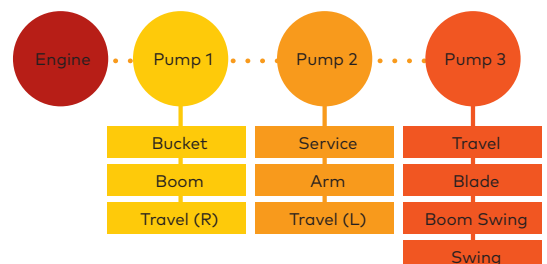 Engine
Pump 1
Pump 2
Pump 3
Bucket
Boom
Travel (R)
Service
Arm
Travel (L)
Travel
Blade
Boom Swing
Swing